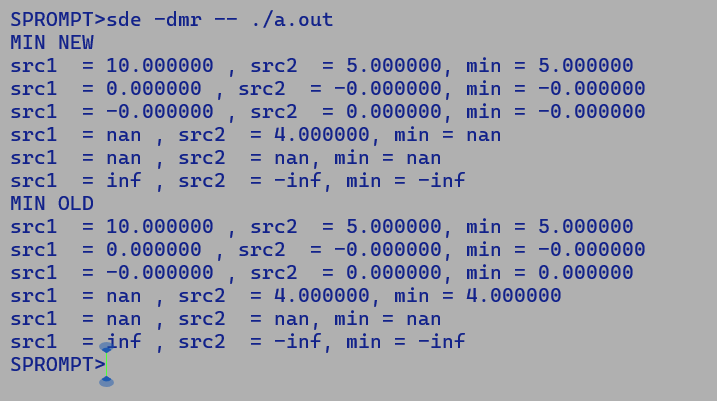 SPROMPT>sde -dmr -- ./a.out
MIN NEW
src1  = 10.000000 , src2  = 5.000000, min = 5.000000
src1  = 0.000000 , src2  = -0.000000, min = -0.000000
src1  = -0.000000 , src2  = 0.000000, min = -0.000000
src1  = nan , src2  = 4.000000, min = nan
src1  = nan , src2  = nan, min = nan
src1  = inf , src2  = -inf, min = -inf
MIN OLD
src1  = 10.000000 , src2  = 5.000000, min = 5.000000
src1  = 0.000000 , src2  = -0.000000, min = -0.000000
src1  = -0.000000 , src2  = 0.000000, min = 0.000000
src1  = nan , src2  = 4.000000, min = 4.000000
src1  = nan , src2  = nan, min = nan
src1  = inf , src2  = -inf, min = -inf
SPROMPT>